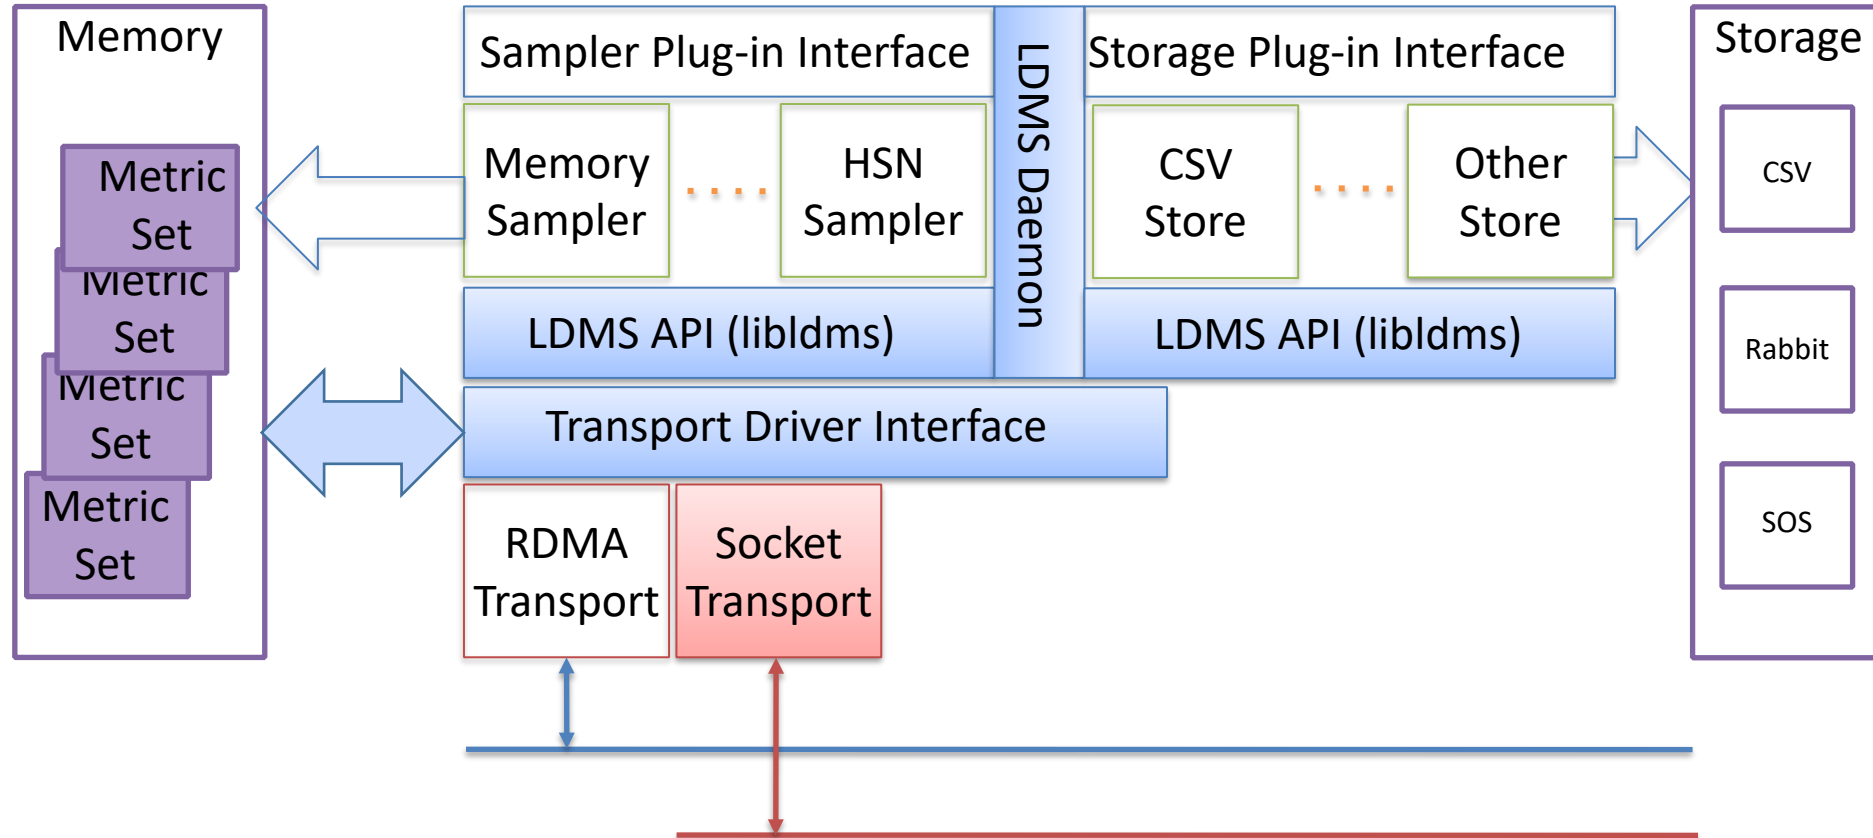 Memory
Metric
Set
Metric
Set
Metric
Set
Metric
Set
Sampler Plug-in Interface
Memory
Sampler
. . . .
HSN
Sampler
LDMS API (libldms)
LDMS Daemon
Storage Plug-in Interface
CSV
Store
. . . .
Other
Store
LDMS API (libldms)
Transport Driver Interface
RDMA
Transport
Socket
Transport
Storage
CSV
Rabbit
SOS